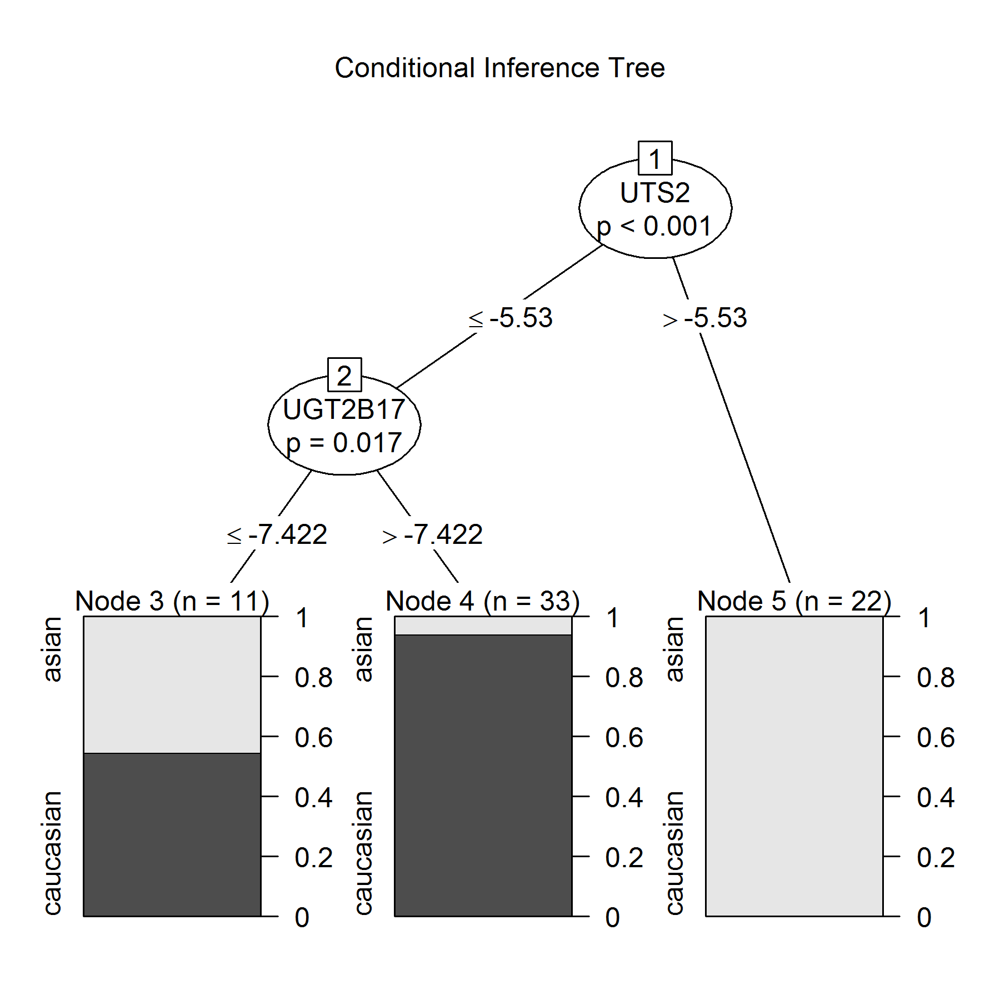 Conditional Inference Tree
1
UTS2
p < 0.001
≤ -5.53
> -5.53
2
UGT2B17
p = 0.017
≤ -7.422
> -7.422
Node 3 (n = 11)
asian
caucasian
1
0.8
0.6
0.4
0.2
0
Node 4 (n = 33)
asian
caucasian
1
0.8
0.6
0.4
0.2
0
Node 5 (n = 22)
asian
caucasian
1
0.8
0.6
0.4
0.2
0